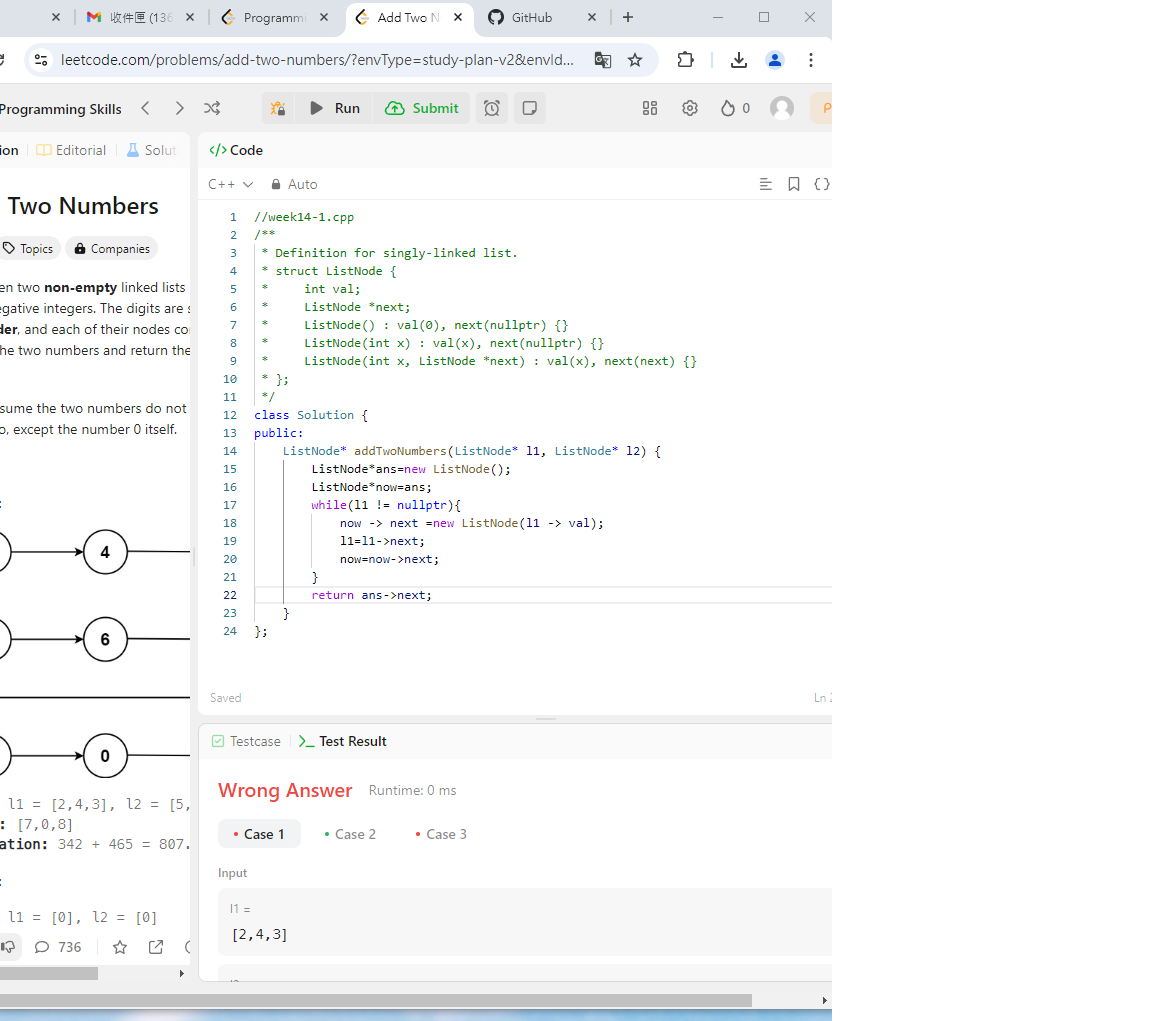 收件匣 (136
Programmi
Add Two N
GitHub
leetcode.com/problems/add-two-numbers/?envType=study-plan-v2&envId...
Programming Skills
Run
Submit
0
P
ion
Editorial
Solut
Two Numbers
Topics
Companies
en two non-empty linked lists
egative integers. The digits are s
der, and each of their nodes co
he two numbers and return the
sume the two numbers do not
o, except the number 0 itself.
:
4
6
0
l1 = [2,4,3], l2 = [5,
: [7,0,8]
ation: 342 + 465 = 807.
:
l1 = [0], l2 = [0]
736
</> Code
C++
Auto
1 //week14-1.cpp
2 /**
3 * Definition for singly-linked list.
4 * struct ListNode {
5 *     int val;
6 *     ListNode *next;
7 *     ListNode() : val(0), next(nullptr) {}
8 *     ListNode(int x) : val(x), next(nullptr) {}
9 *     ListNode(int x, ListNode *next) : val(x), next(next) {}
10 * };
11 */
12 class Solution {
13 public:
14     ListNode* addTwoNumbers(ListNode* l1, ListNode* l2) {
15         ListNode*ans=new ListNode();
16         ListNode*now=ans;
17         while(l1 != nullptr){
18             now -> next =new ListNode(l1 -> val);
19             l1=l1->next;
20             now=now->next;
21         }
22         return ans->next;
23     }
24 };
Saved
Ln
Testcase
>_ Test Result
Wrong Answer
Runtime: 0 ms
Case 1
Case 2
Case 3
Input
l1 =
[2,4,3]